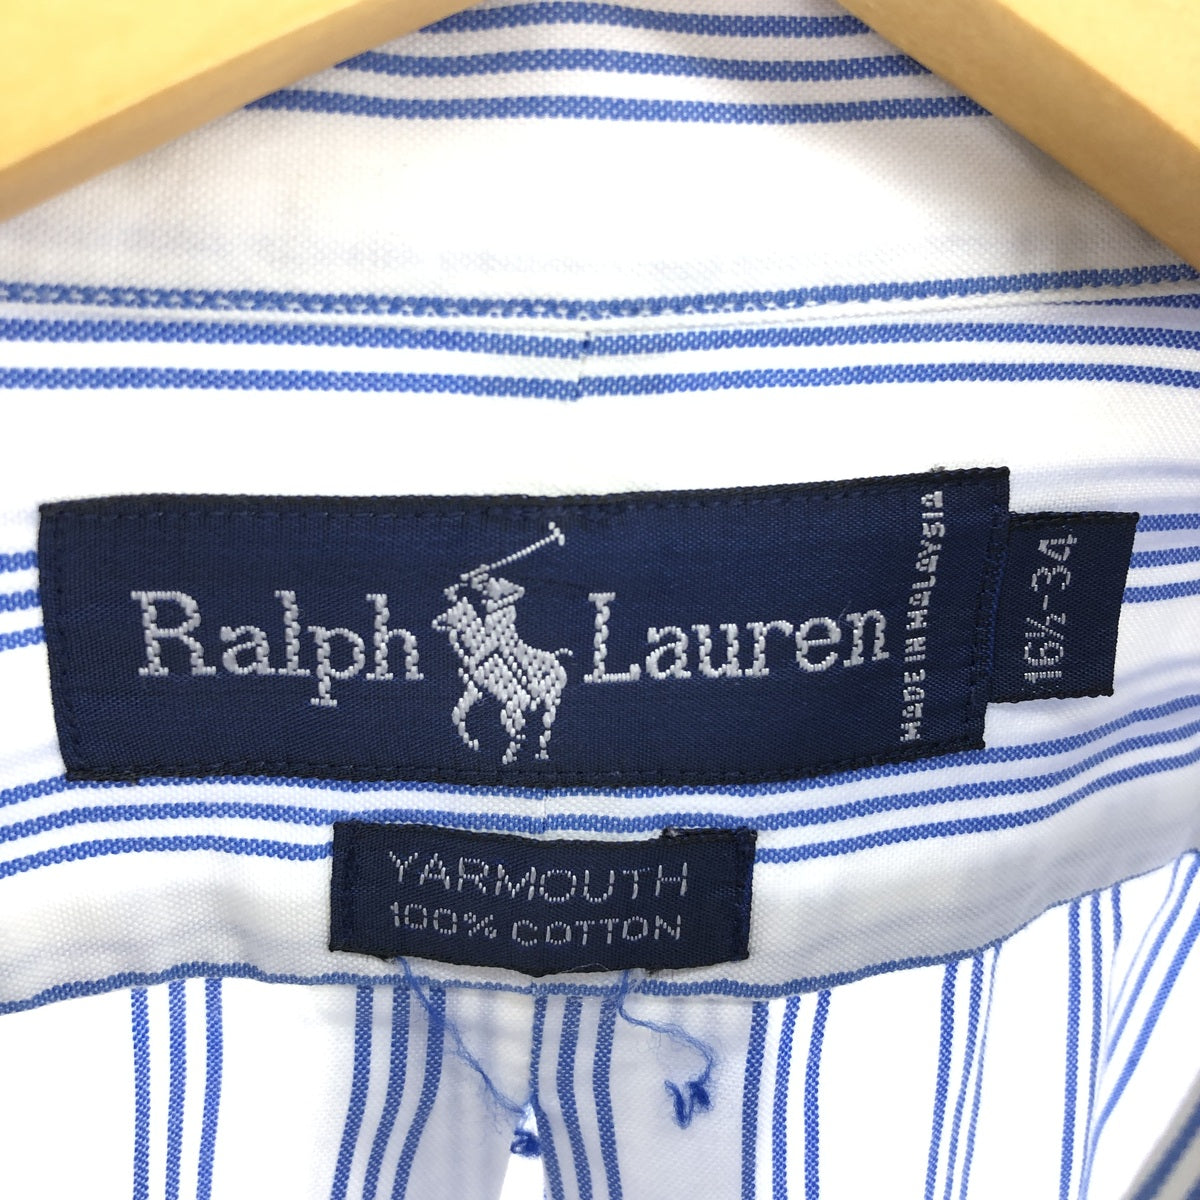 Ralph Lauren
MADE IN MALAYSIA
16½-34
YARMOUTH
100% COTTON